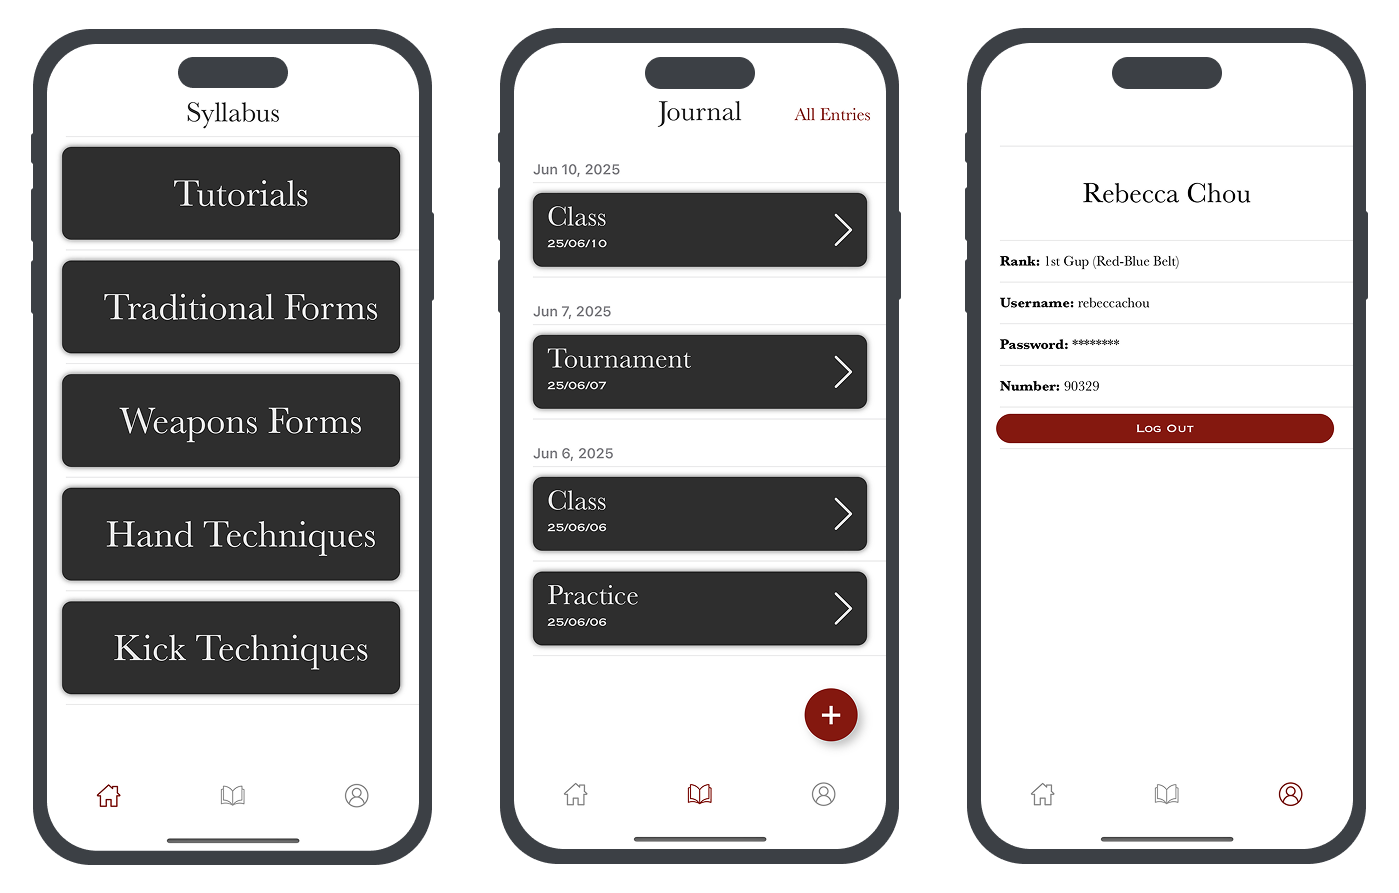 Syllabus
Tutorials
Traditional Forms
Weapons Forms
Hand Techniques
Kick Techniques
Journal
All Entries
Jun 10, 2025
Class
25/06/10
Jun 7, 2025
Tournament
25/06/07
Jun 6, 2025
Class
25/06/06
Practice
25/06/06
Rebecca Chou
Rank: 1st Gup (Red-Blue Belt)
Username: rebeccachou
Password: ********
Number: 90329
Log Out